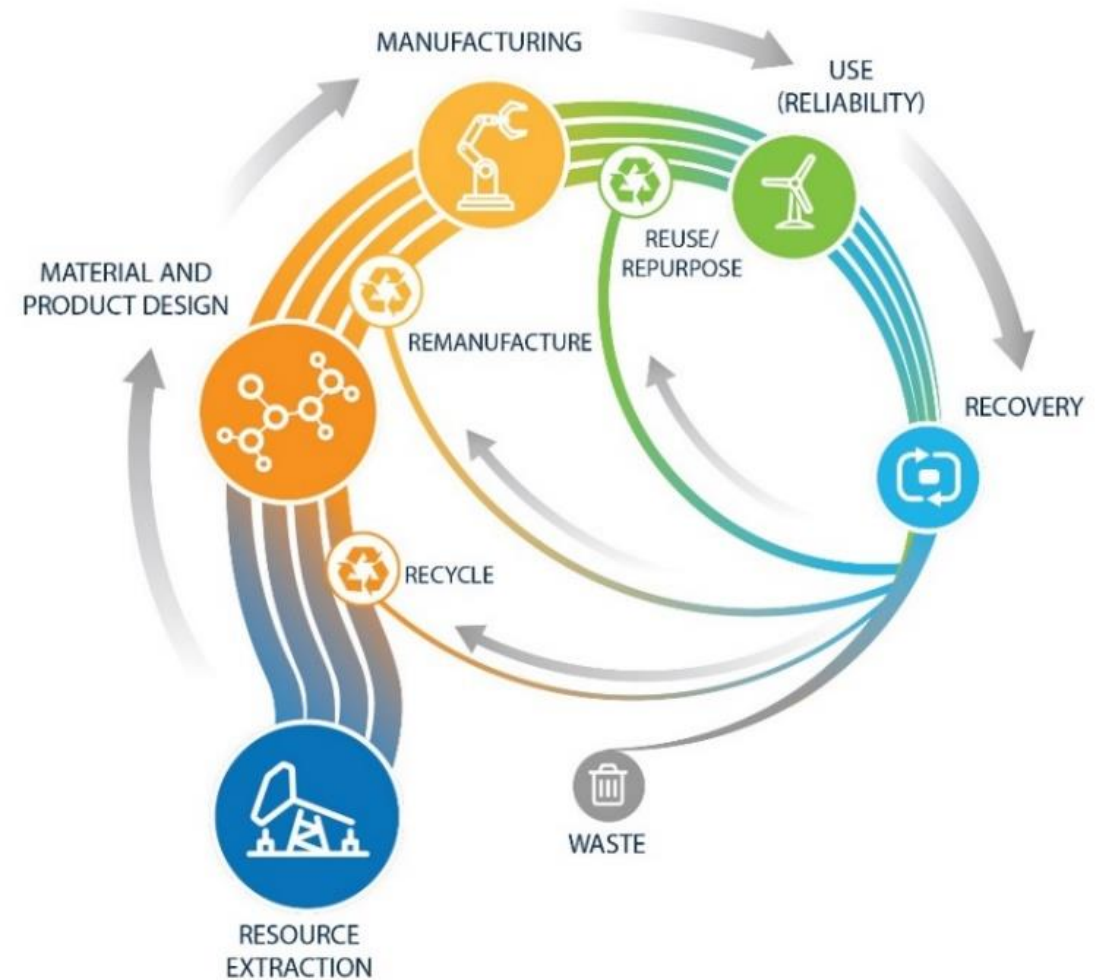 MANUFACTURING
USE
(RELIABILITY)
REUSE/
REPURPOSE
MATERIAL AND
PRODUCT DESIGN
REMANUFACTURE
RECOVERY
RECYCLE
WASTE
RESOURCE
EXTRACTION